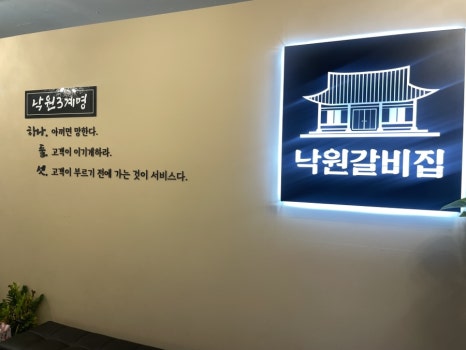 낙원3계명
하나. 아끼면 망한다.
둘. 고객이 이기게하라.
셋. 고객이 부르기 전에 가는 것이 서비스다.
낙원갈비집